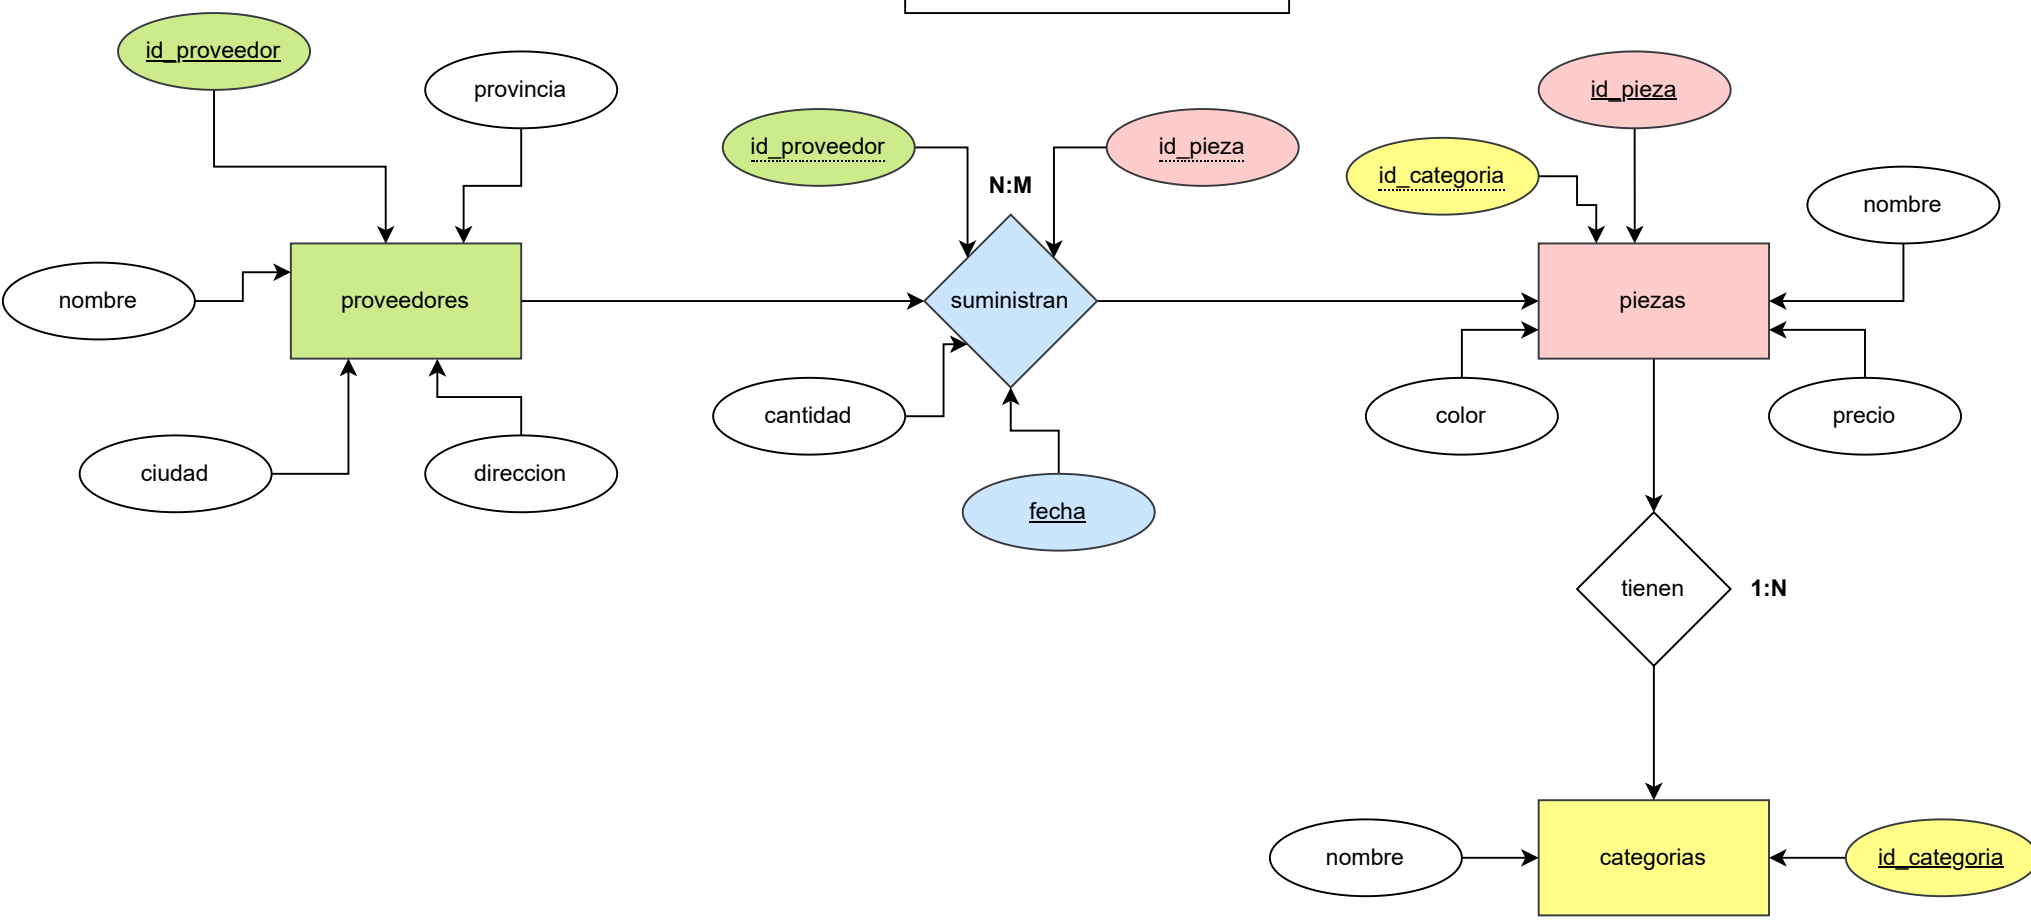 id_proveedor
provincia
nombre
proveedores
ciudad
direccion
id_proveedor
id_pieza
N:M
suministran
cantidad
fecha
id_pieza
id_categoria
nombre
piezas
color
precio
tienen
1:N
nombre
categorias
id_categoria